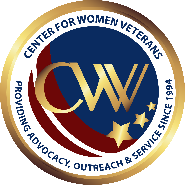 CENTER FOR WOMEN VETERANS
CWV
PROVIDING ADVOCACY, OUTREACH & SERVICE SINCE 1994